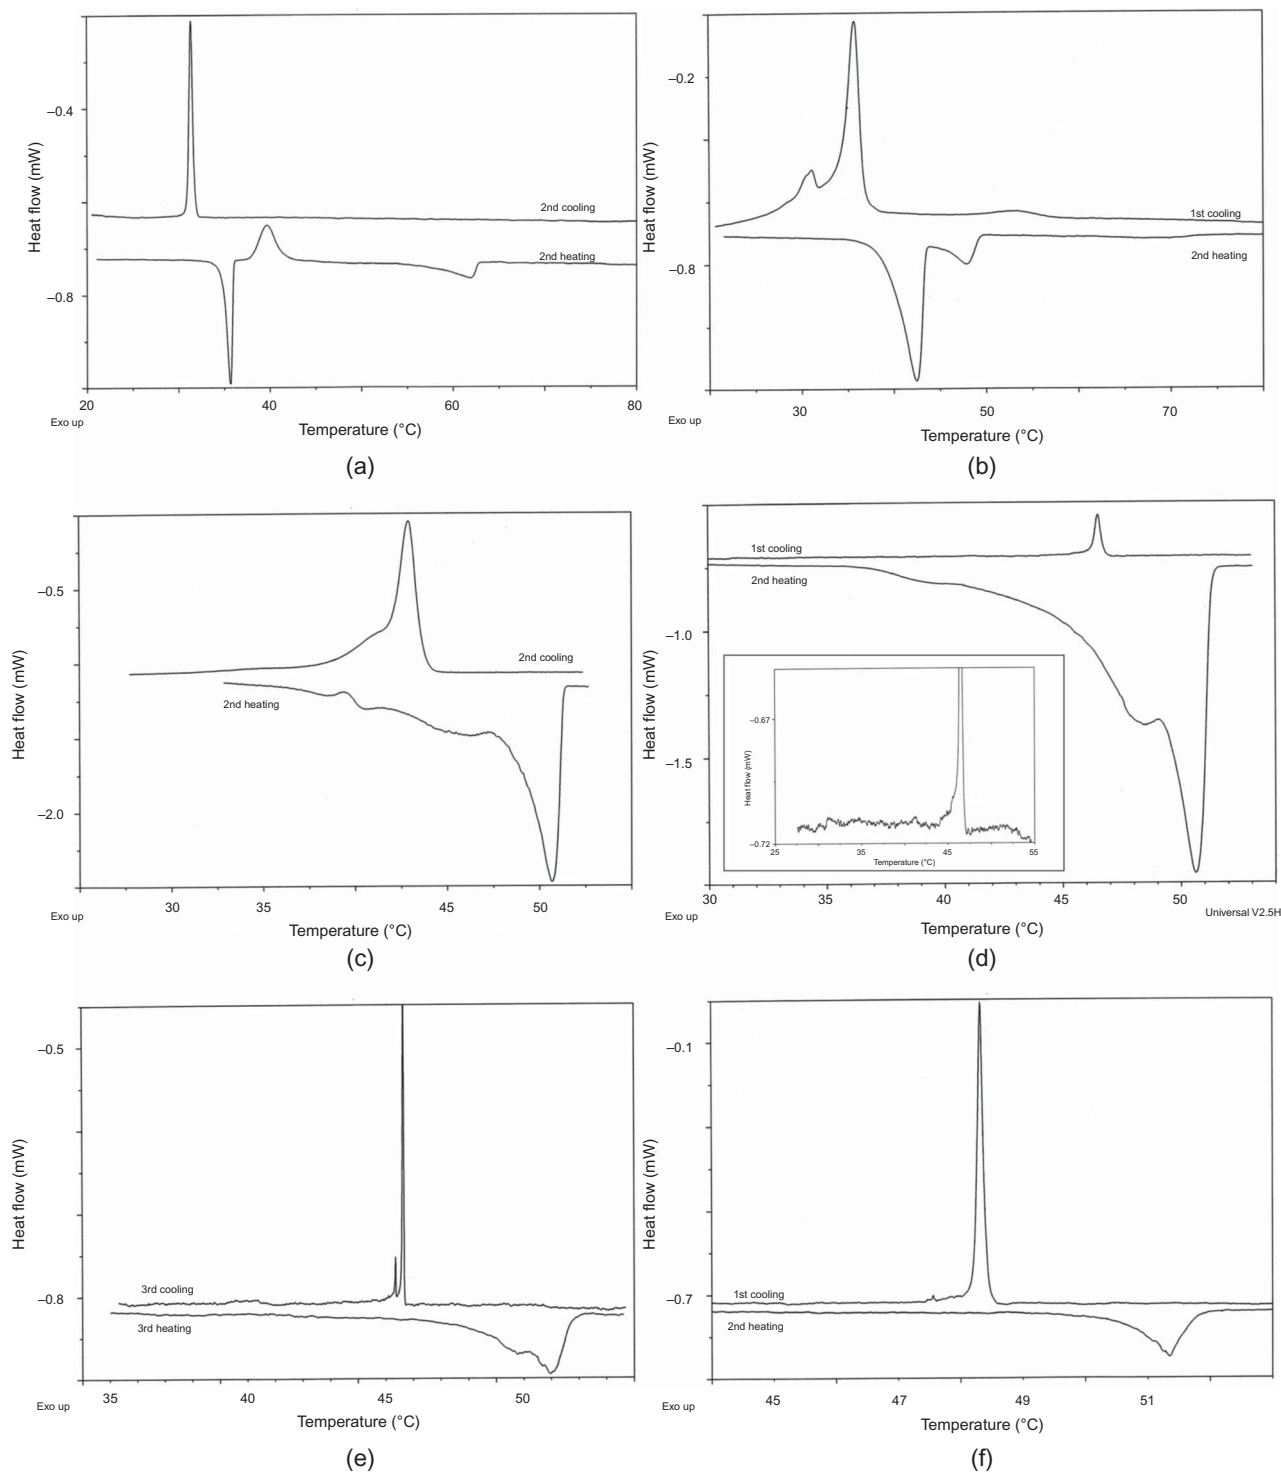 Heat flow (mW)
–0.4
–0.8
2nd cooling
2nd heating
20
40
60
80
Exo up
Temperature (°C)
(a)
Heat flow (mW)
–0.2
–0.8
1st cooling
2nd heating
30
50
70
Exo up
Temperature (°C)
(b)
Heat flow (mW)
–0.5
–2.0
2nd cooling
2nd heating
30
35
45
50
Exo up
Temperature (°C)
(c)
Heat flow (mW)
–1.0
–1.5
1st cooling
2nd heating
Heat flow (mW)
–0.67
–0.72
25
35
45
55
Temperature (°C)
30
35
40
45
50
Exo up
Universal V2.5H
Temperature (°C)
(d)
Heat flow (mW)
–0.5
–0.8
3rd cooling
3rd heating
35
40
45
50
Exo up
Temperature (°C)
(e)
Heat flow (mW)
–0.1
–0.7
1st cooling
2nd heating
45
47
49
51
Exo up
Temperature (°C)
(f)